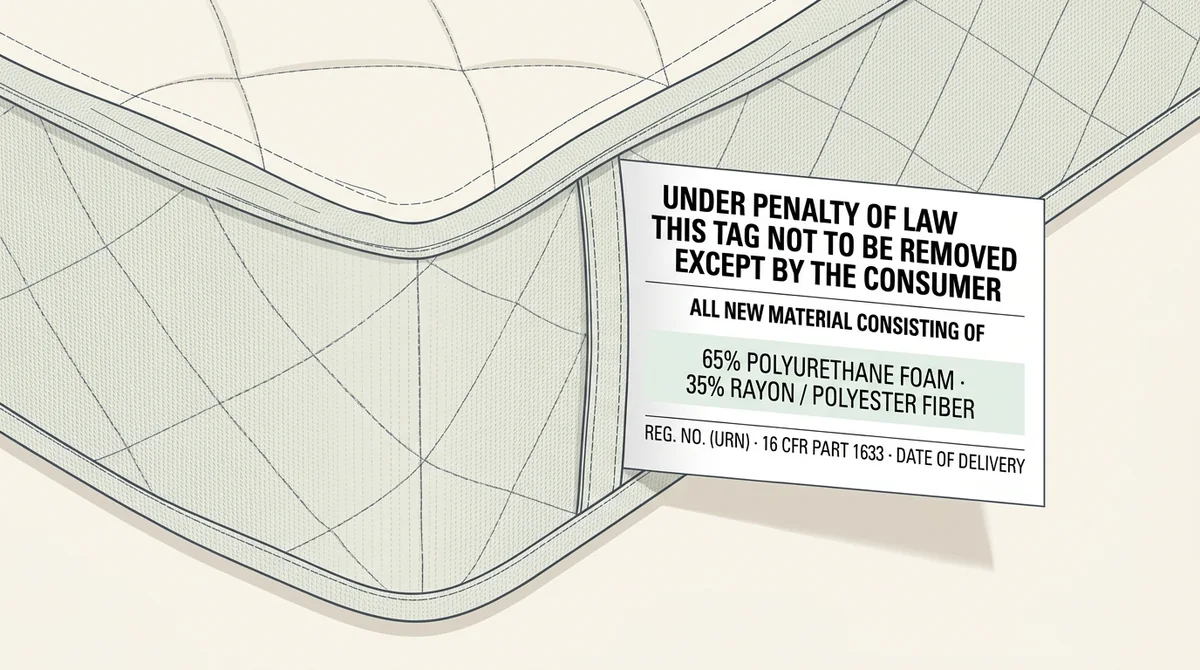 UNDER PENALTY OF LAW
THIS TAG NOT TO BE REMOVED
EXCEPT BY THE CONSUMER
ALL NEW MATERIAL CONSISTING OF
65% POLYURETHANE FOAM ·
35% RAYON / POLYESTER FIBER
REG. NO. (URN) · 16 CFR PART 1633 · DATE OF DELIVERY